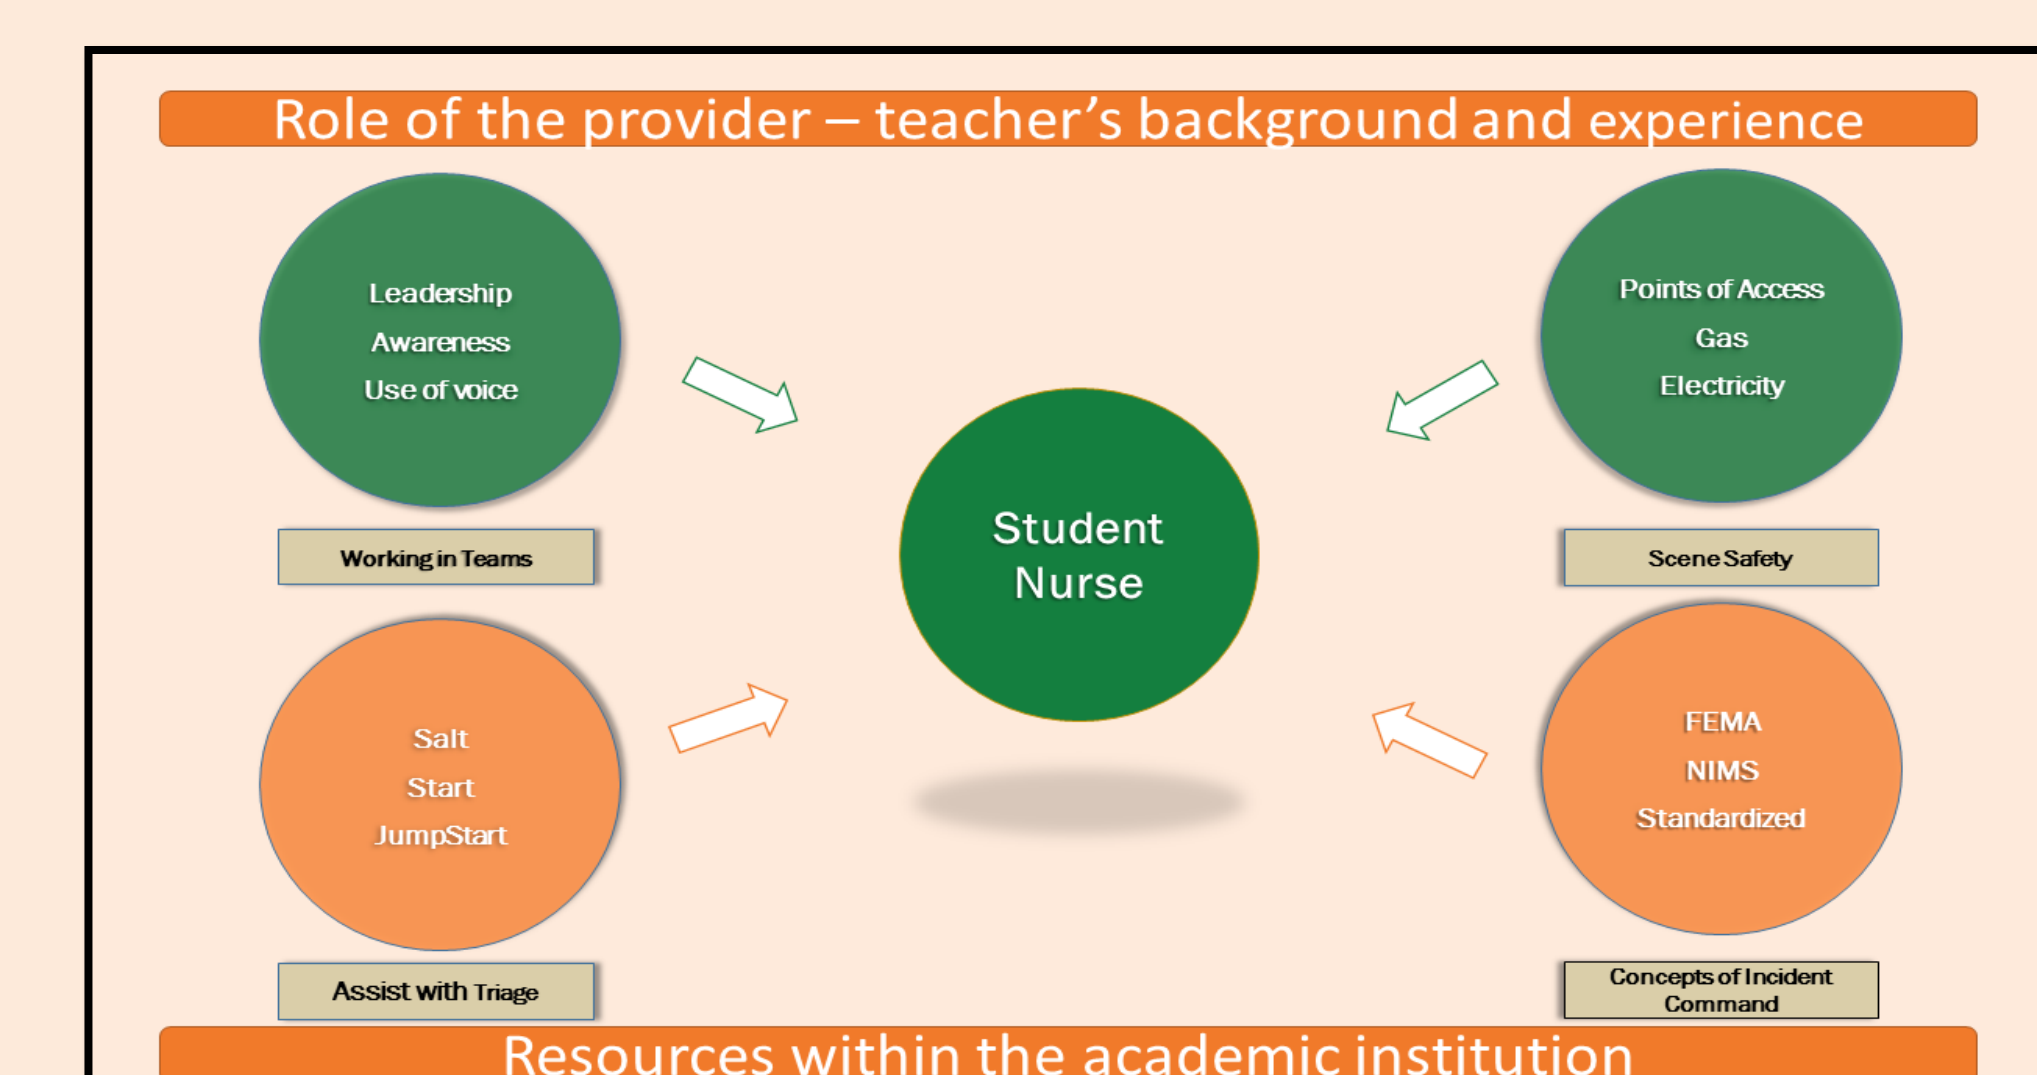 Role of the provider – teacher's background and experience
Leadership
Awareness
Use of voice
Working in Teams
Points of Access
Gas
Electricity
Scene Safety
Student
Nurse
Salt
Start
JumpStart
Assist with Triage
FEMA
NIMS
Standardized
Concepts of Incident
Command
Resources within the academic institution